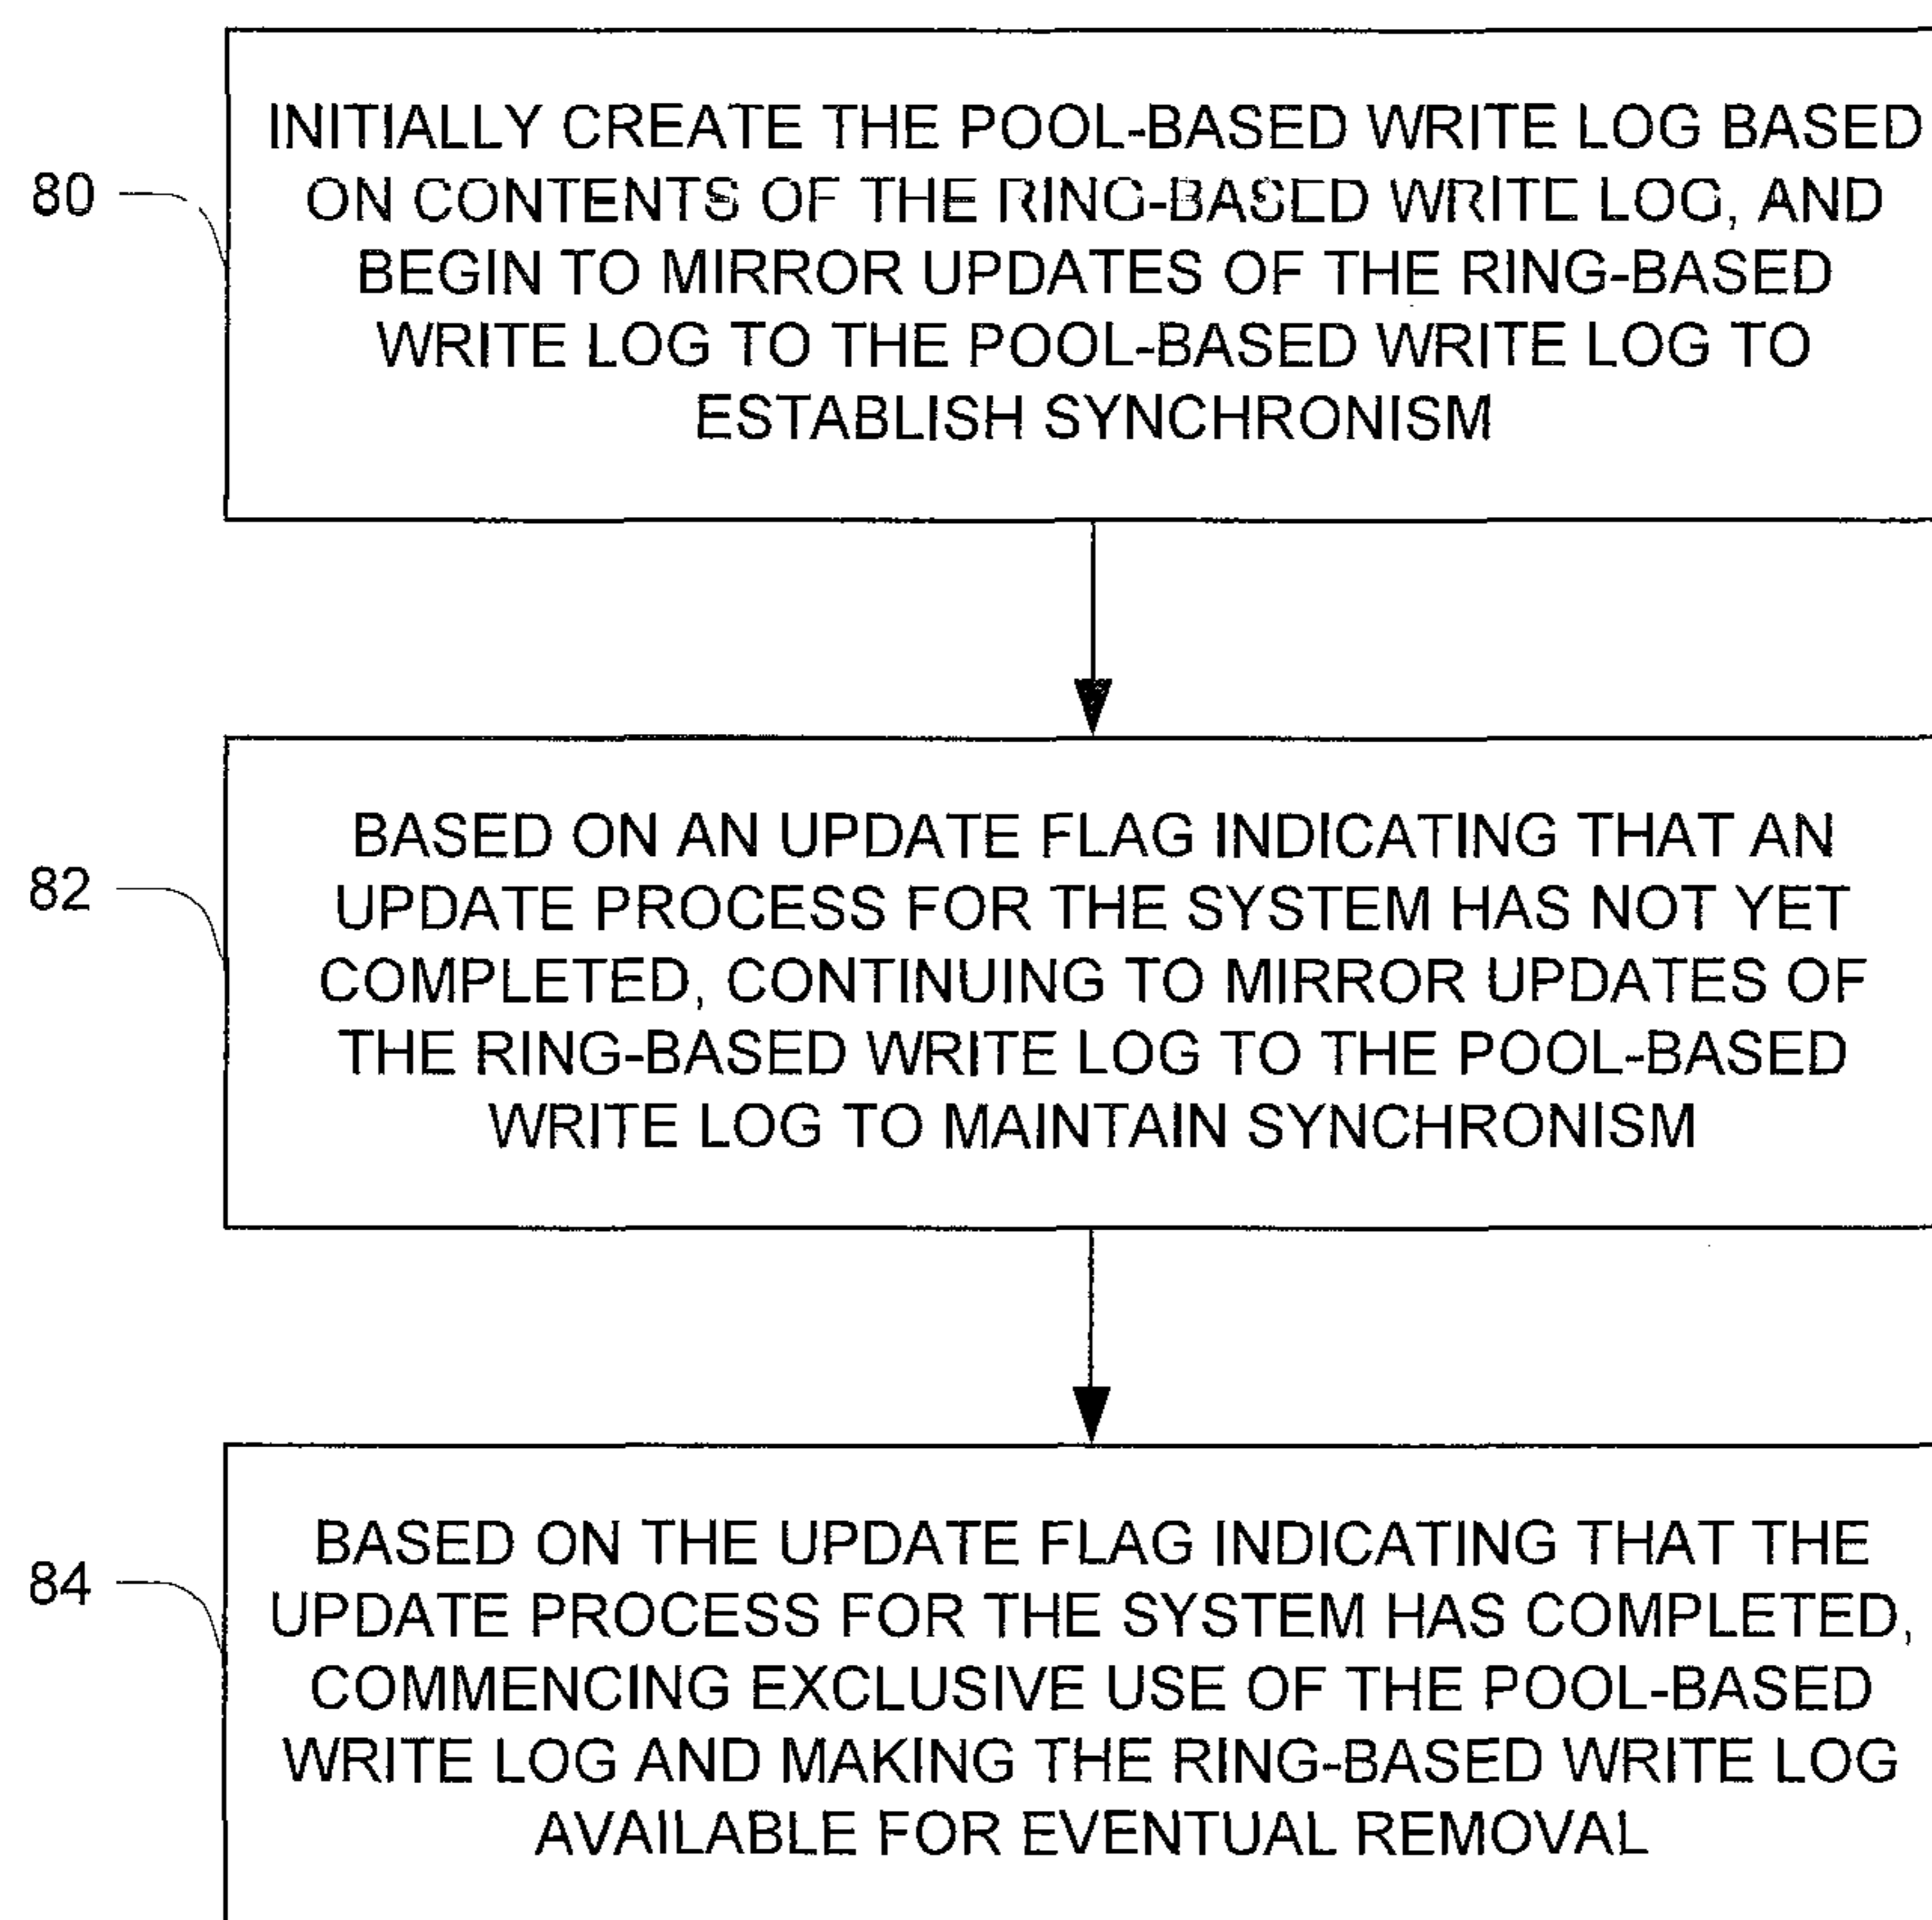 INITIALLY CREATE THE POOL-BASED WRITE LOG BASED
80
ON CONTENTS OF THE RING-BASED WRITE LOG, AND
BEGIN TO MIRROR UPDATES OF THE RING-BASED
WRITE LOG TO THE POOL-BASED WRITE LOG TO
ESTABLISH SYNCHRONISM
BASED ON AN UPDATE FLAG INDICATING THAT AN
82
UPDATE PROCESS FOR THE SYSTEM HAS NOT YET
COMPLETED, CONTINUING TO MIRROR UPDATES OF
THE RING-BASED WRITE LOG TO THE POOL-BASED
WRITE LOG TO MAINTAIN SYNCHRONISM
BASED ON THE UPDATE FLAG INDICATING THAT THE
84
UPDATE PROCESS FOR THE SYSTEM HAS COMPLETED,
COMMENCING EXCLUSIVE USE OF THE POOL-BASED
WRITE LOG AND MAKING THE RING-BASED WRITE LOG
AVAILABLE FOR EVENTUAL REMOVAL